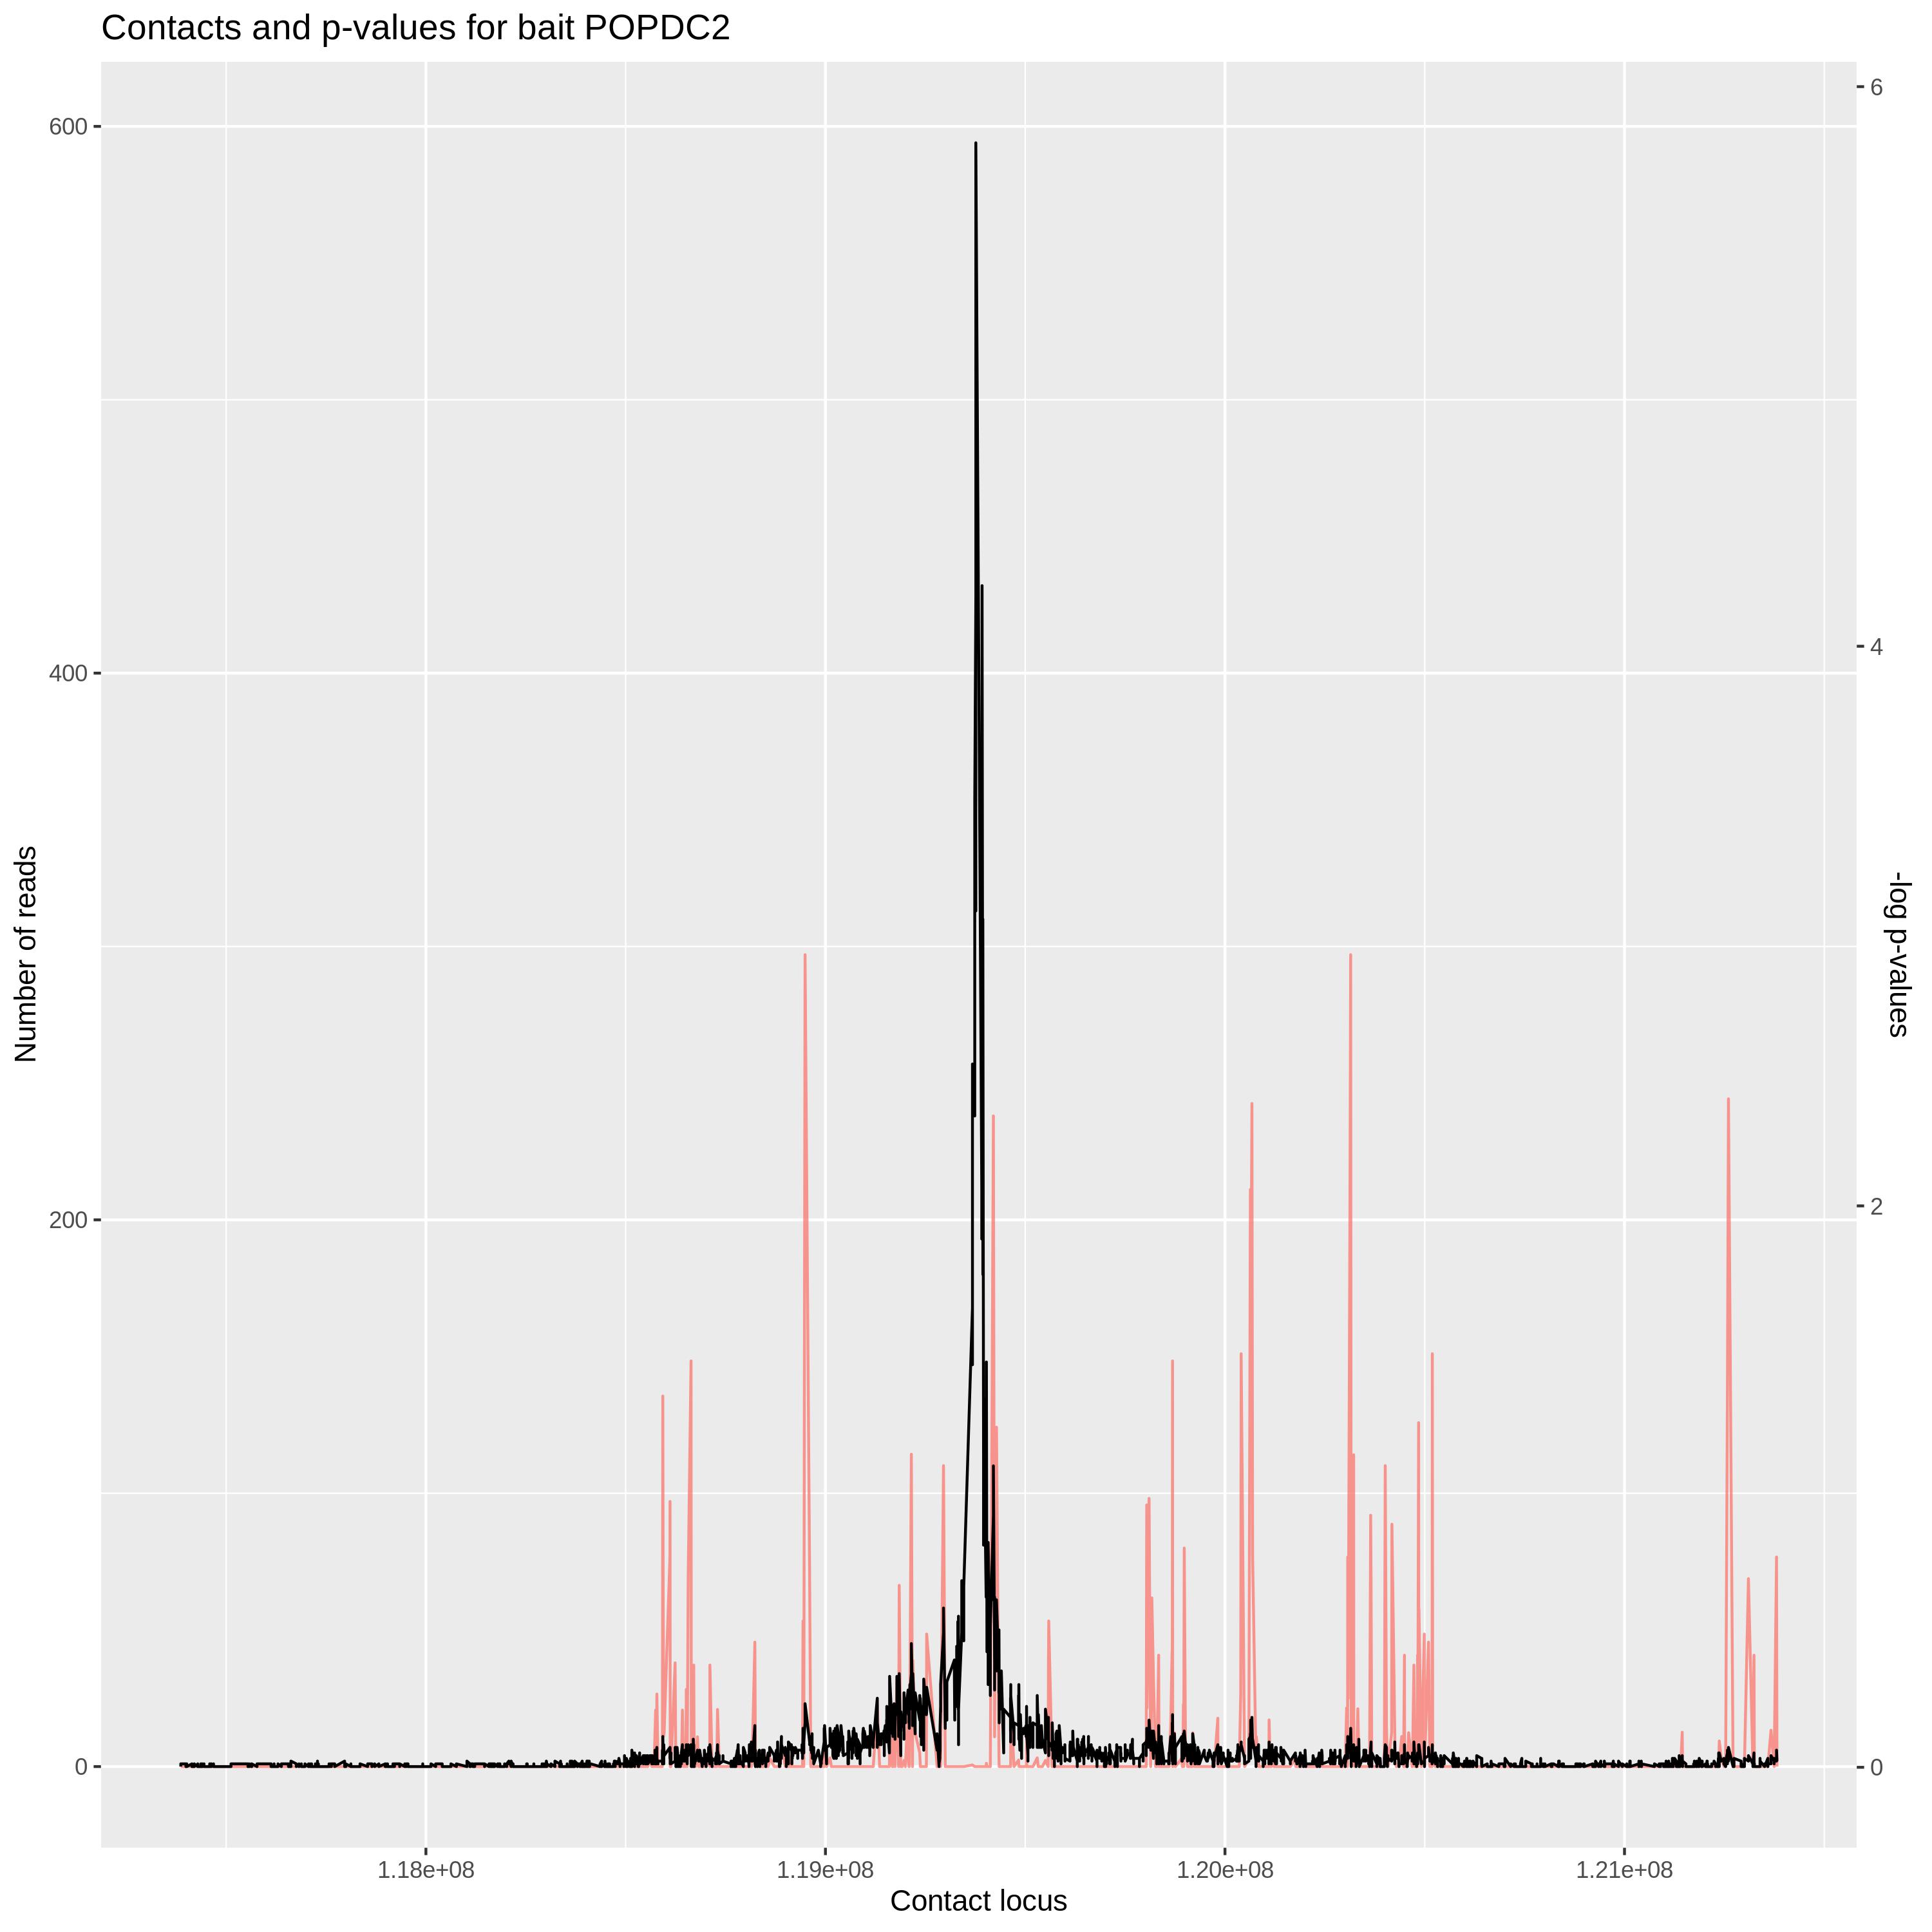 Contacts and p-values for bait POPDC2
600
400
200
0
Number of reads
6
4
2
0
-log p-values
1.18e+08
1.19e+08
1.20e+08
1.21e+08
Contact locus